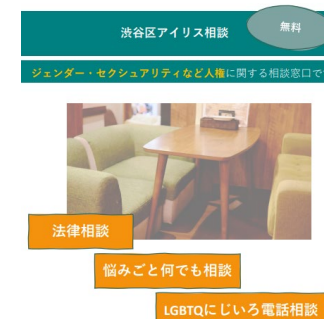 渋谷区アイリス相談
無料
ジェンダー・セクシュアリティなど人権に関する相談窓口で
法律相談
悩みごと何でも相談
LGBTQにじいろ電話相談